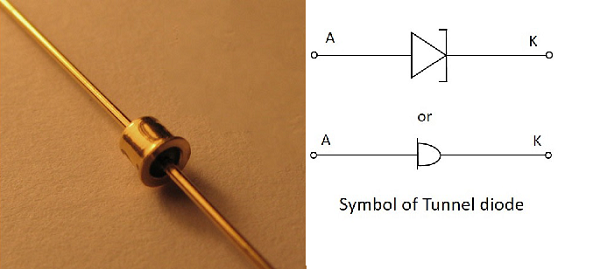 A K
or
A K
Symbol of Tunnel diode